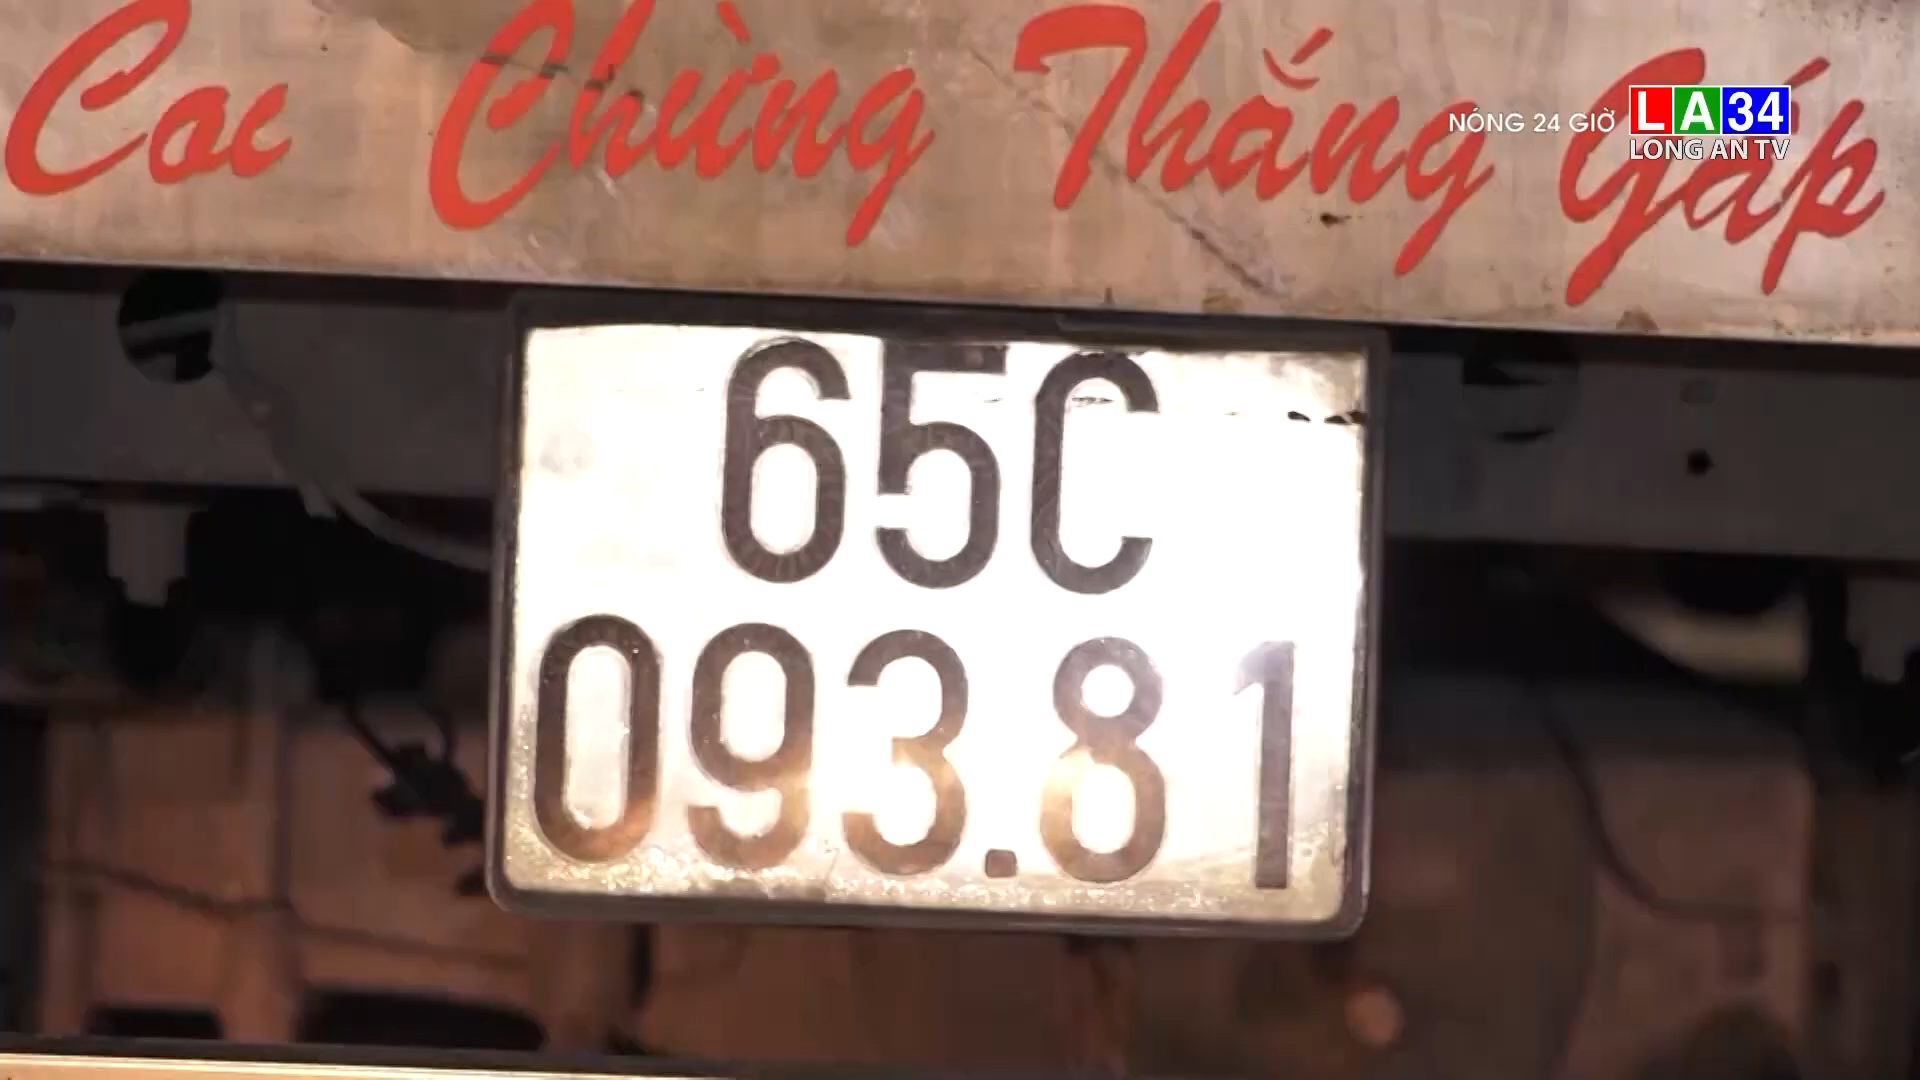 Coi Chừng Thắng Gấp
NÓNG 24 GIỜ
LA34
LONG AN TV
65C
093.81